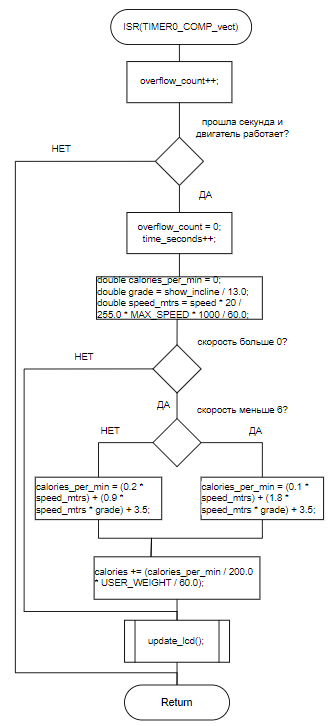 ISR(TIMER0_COMP_vect)
overflow_count++;
прошла секунда и
двигатель работает?
НЕТ
ДА
overflow_count = 0;
time_seconds++;
double calories_per_min = 0;
double grade = show_incline / 13.0;
double speed_mtrs = speed * 20 /
255.0 * MAX_SPEED * 1000 / 60.0;
скорость больше 0?
НЕТ
ДА
скорость меньше 6?
НЕТ
ДА
calories_per_min = (0.2 *
speed_mtrs) + (0.9 *
speed_mtrs * grade) + 3.5;
calories_per_min = (0.1 *
speed_mtrs) + (1.8 *
speed_mtrs * grade) + 3.5;
calories += (calories_per_min / 200.0
* USER_WEIGHT / 60.0);
update_lcd();
Return